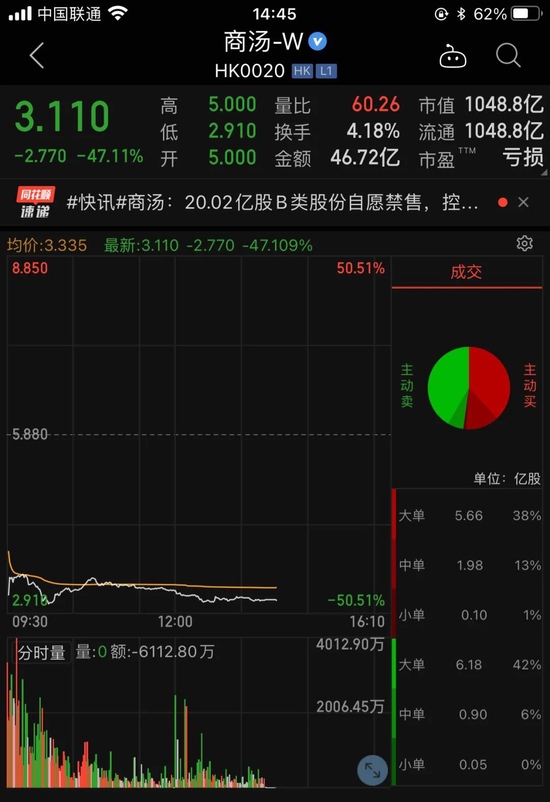 中国联通 14:45 62%
商汤-W
HK0020 HK L1
3.110
-2.770 -47.11%
高 5.000 量比 60.26 市值 1048.8亿
低 2.910 换手 4.18% 流通 1048.8亿
开 5.000 金额 46.72亿 市盈TTM 亏损
同花顺
速递
#快讯#商汤：20.02亿股B类股份自愿禁售，控...
均价:3.335 最新:3.110 -2.770 -47.109%
8.850 50.51%
5.880
2.910 -50.51%
09:30 12:00 16:10
分时量 量:0 额:-6112.80万
4012.90万
2006.45万
成交
主动卖
主动买
单位：亿股
大单 5.66 38%
中单 1.98 13%
小单 0.10 1%
大单 6.18 42%
中单 0.90 6%
小单 0.05 0%